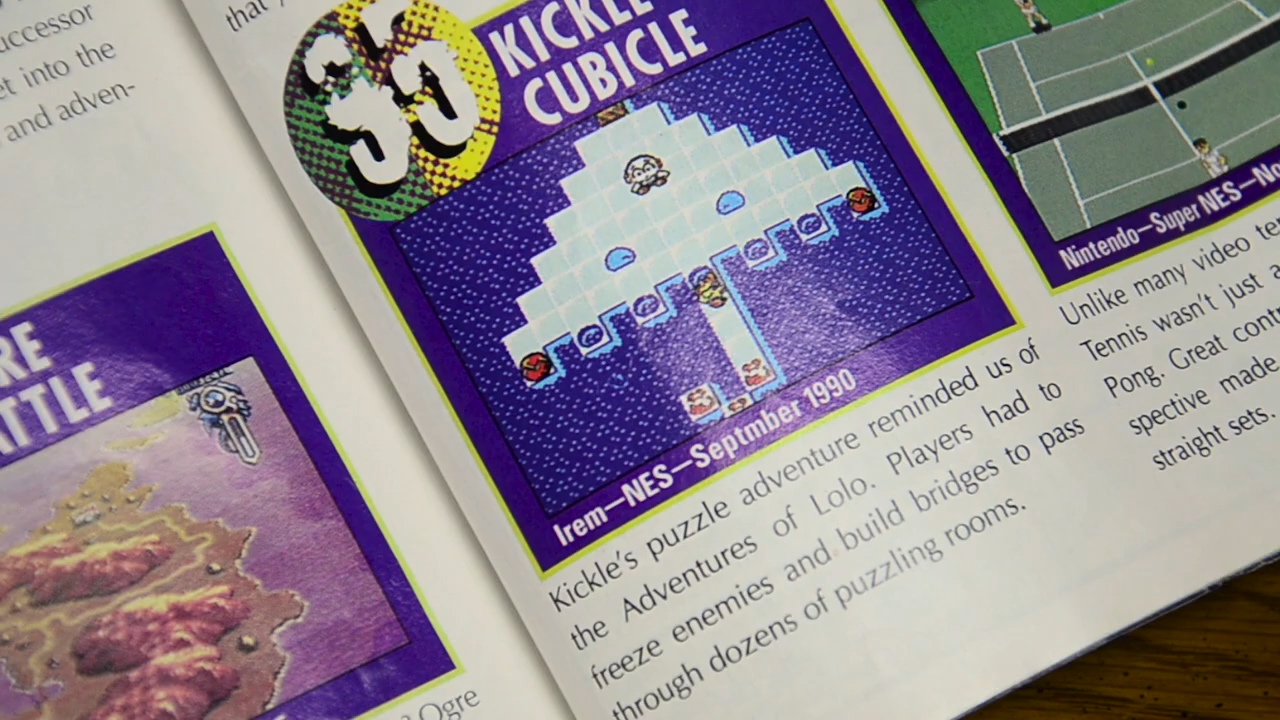 uccessor
et into the
and adven-
RE
ATTLE
Ogre
that
95
KICKLE
CUBICLE
Irem—NES—Septmber 1990
Kickle's puzzle adventure reminded us of
the Adventures of Lolo. Players had to
freeze enemies and build bridges to pass
through dozens of puzzling rooms.
Nintendo—Super NES—No
Unlike many video te
Tennis wasn't just a
Pong. Great cont
spective made
straight sets.